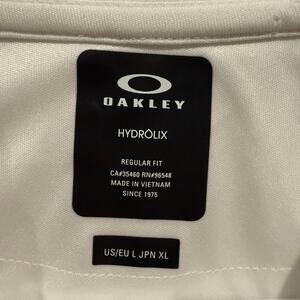 OAKLEY
HYDROLIX
REGULAR FIT
CA#35460 RN#96548
MADE IN VIETNAM
SINCE 1975
US/EU L JPN XL